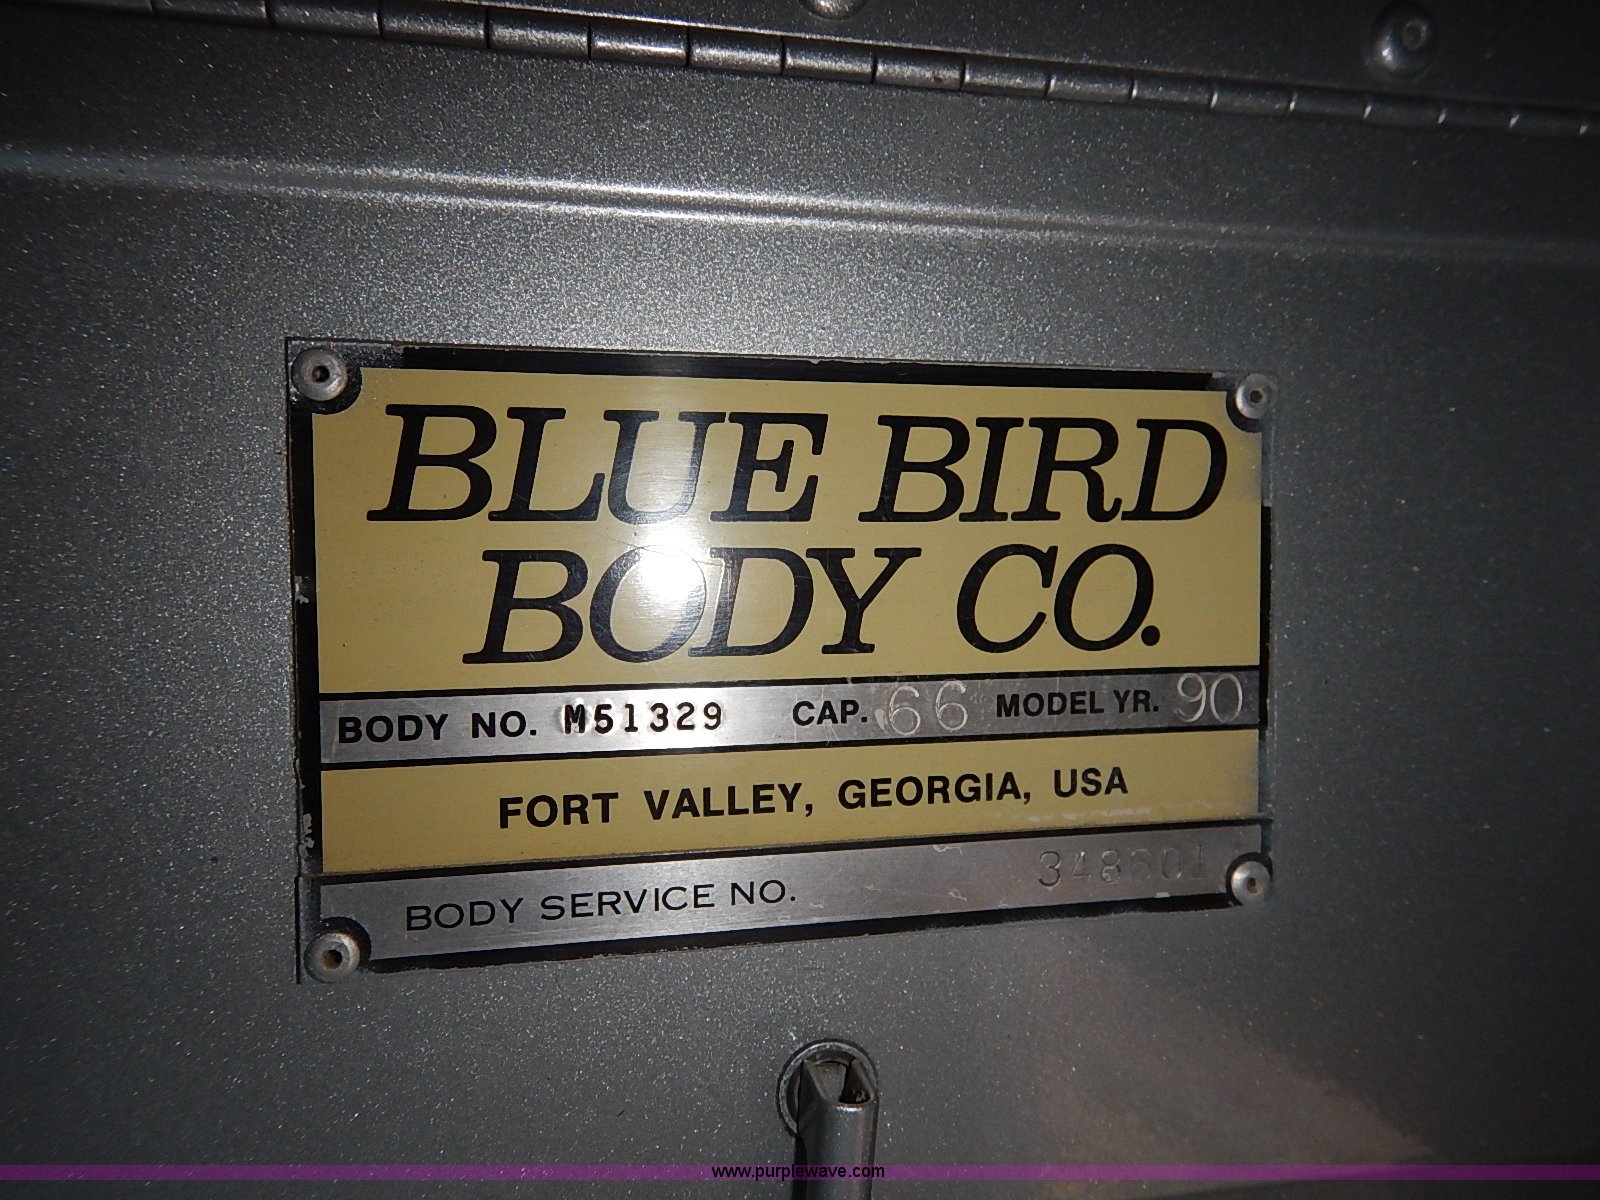 BLUE BIRD
BODY CO.
BODY NO. M51329 CAP. 66 MODEL YR. 90
FORT VALLEY, GEORGIA, USA
BODY SERVICE NO.
www.purplewave.com